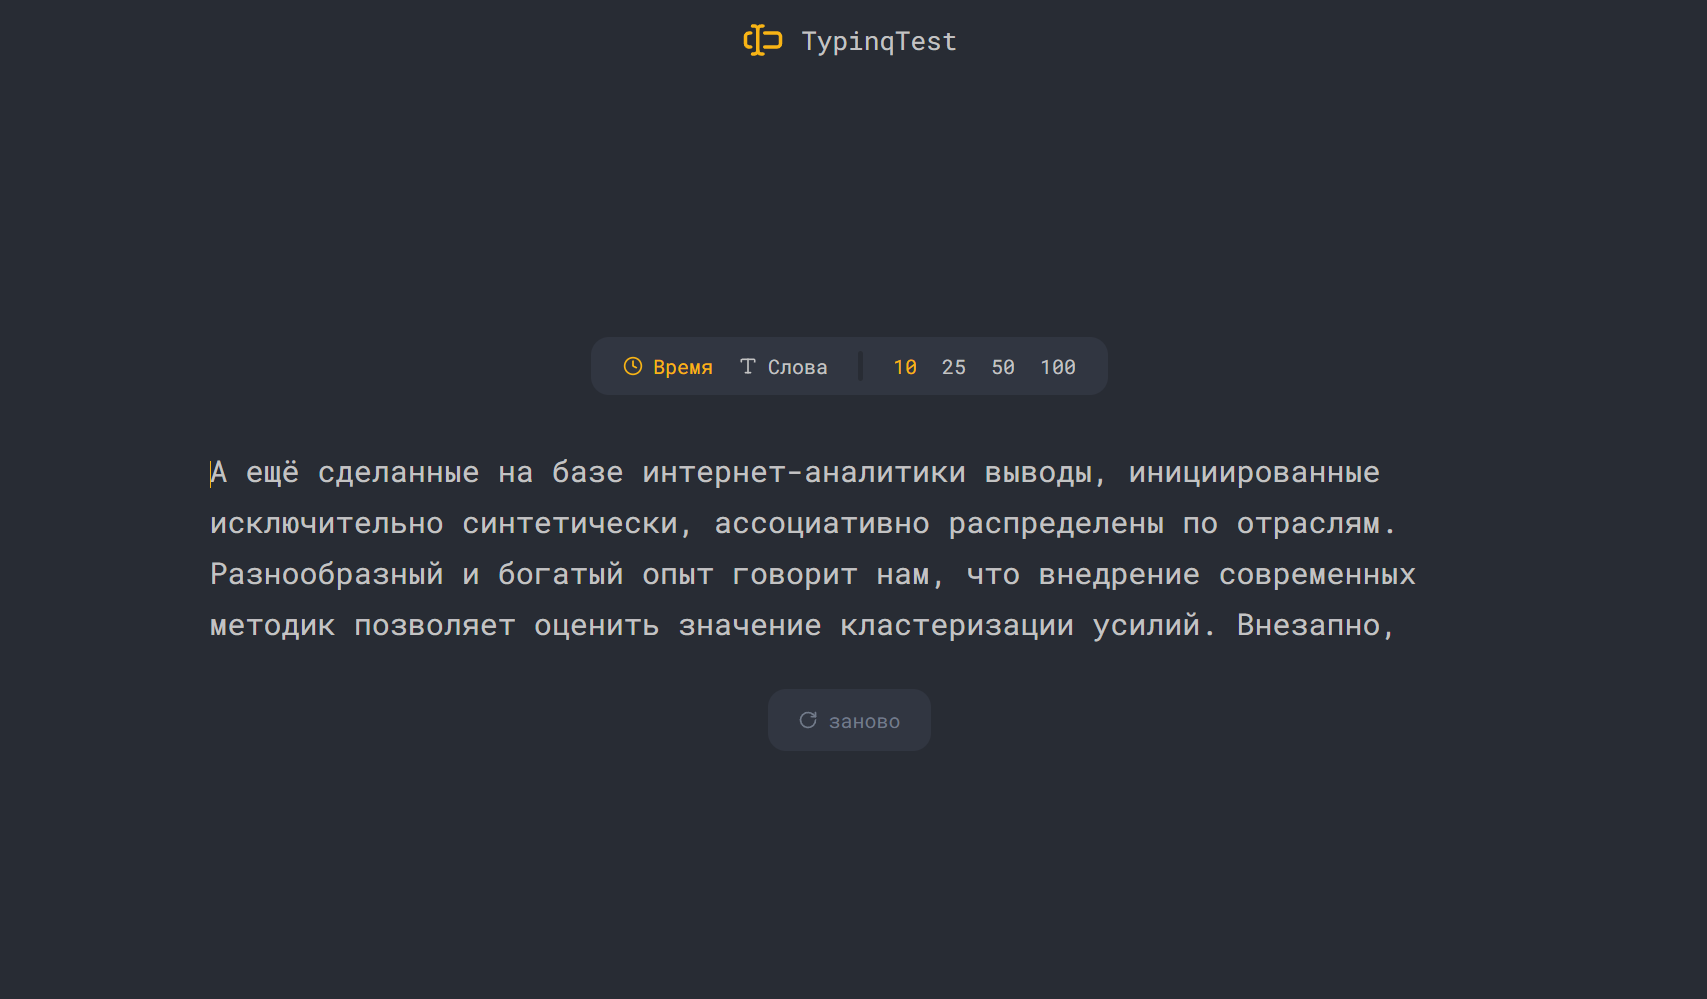 TypinqTest
Время Слова 10 25 50 100
А ещё сделанные на базе интернет-аналитики выводы, инициированные
исключительно синтетически, ассоциативно распределены по отраслям.
Разнообразный и богатый опыт говорит нам, что внедрение современных
методик позволяет оценить значение кластеризации усилий. Внезапно,
заново